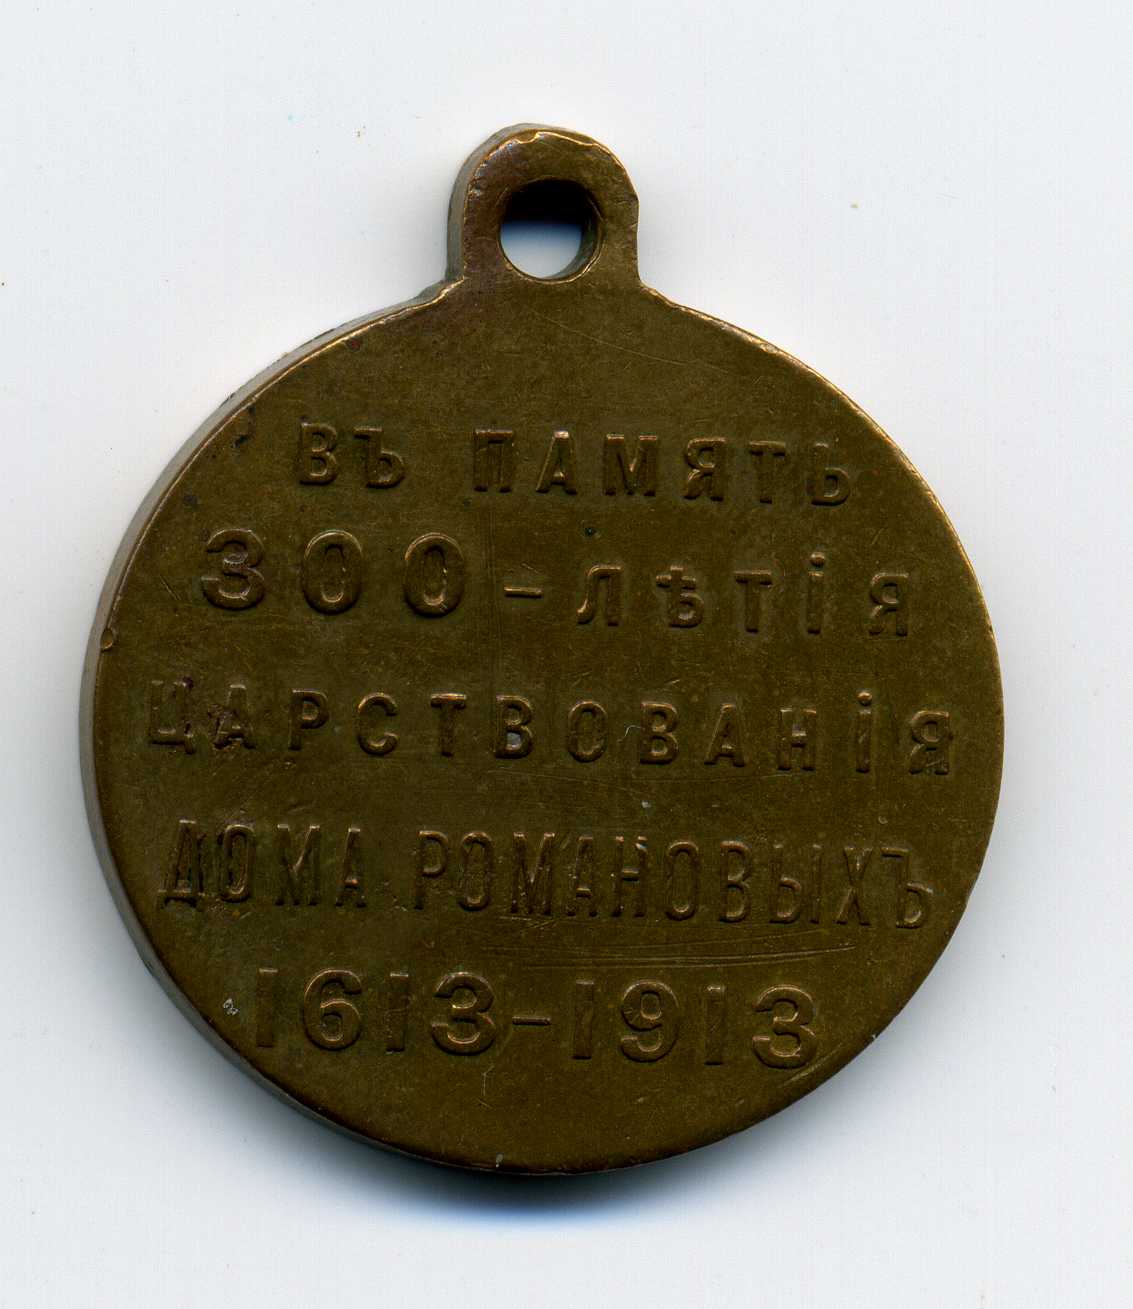 ВЪ ПАМЯТЬ
300-ЛѢТІЯ
ЦАРСТВОВАНІЯ
ДОМА РОМАНОВЫХЪ
1613-1913